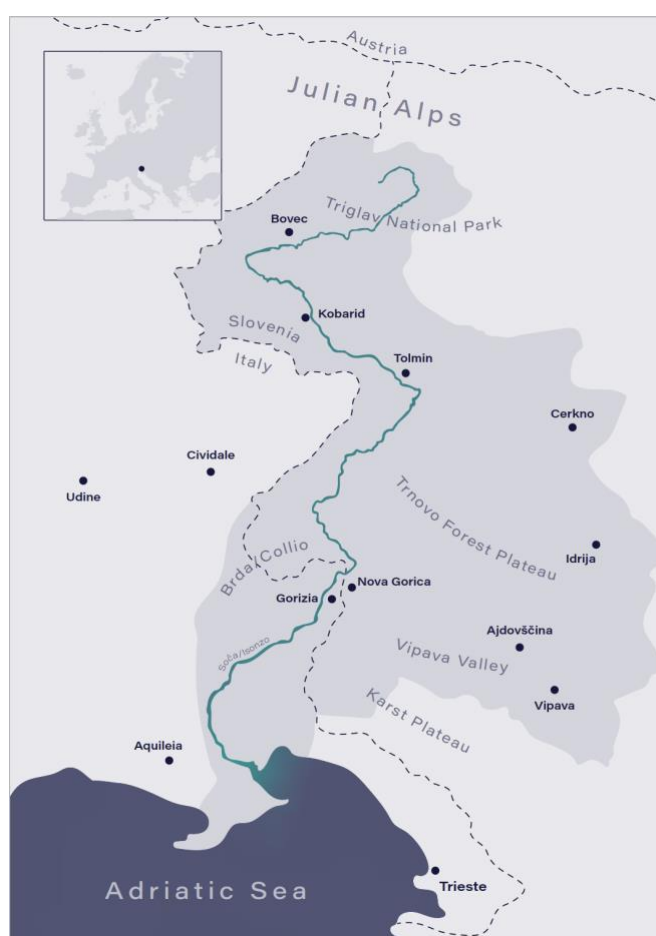 Austria
Julian Alps
Triglav National Park
Bovec
Kobarid
Slovenia
Italy
Tolmin
Cerkno
Cividale
Udine
Trnovo Forest Plateau
Idrija
Brda/Collio
Nova Gorica
Gorizia
Ajdovščina
Soča/Isonzo
Vipava Valley
Vipava
Karst Plateau
Aquileia
Trieste
Adriatic Sea